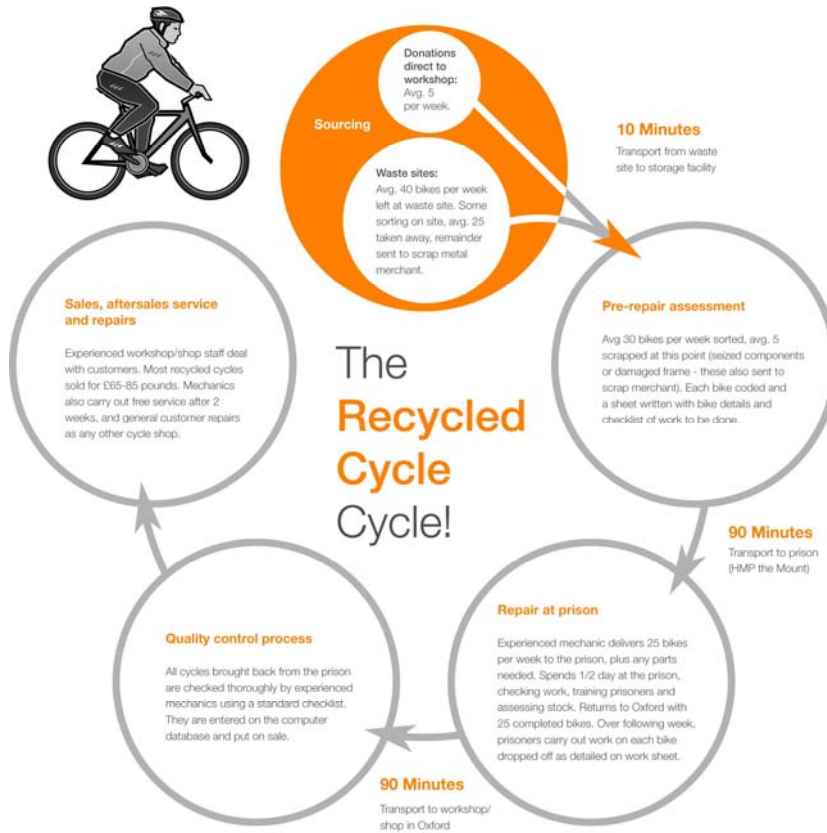 Donations
direct to
workshop:
Avg. 5
per week.
Sourcing
Waste sites:
Avg. 40 bikes per week
left at waste site. Some
sorting on site, avg. 25
taken away, remainder
sent to scrap metal
merchant.
10 Minutes
Transport from waste
site to storage facility
Pre-repair assessment
Avg 30 bikes per week sorted, avg. 5
scrapped at this point (seized components
or damaged frame - these also sent to
scrap merchant). Each bike coded and
a sheet written with bike details and
checklist of work to be done.
90 Minutes
Transport to prison
(HMP the Mount)
Repair at prison
Experienced mechanic delivers 25 bikes
per week to the prison, plus any parts
needed. Spends 1/2 day at the prison,
checking work, training prisoners and
assessing stock. Returns to Oxford with
25 completed bikes. Over following week,
prisoners carry out work on each bike
dropped off as detailed on work sheet.
90 Minutes
Transport to workshop/
shop in Oxford
Quality control process
All cycles brought back from the prison
are checked thoroughly by experienced
mechanics using a standard checklist.
They are entered on the computer
database and put on sale.
Sales, aftersales service
and repairs
Experienced workshop/shop staff deal
with customers. Most recycled cycles
sold for £65-85 pounds. Mechanics
also carry out free service after 2
weeks, and general customer repairs
as any other cycle shop.
The
Recycled
Cycle
Cycle!